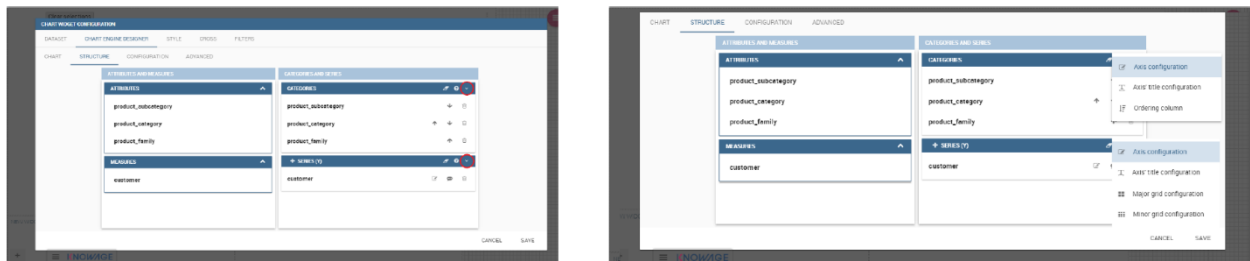 CHART WIDGET CONFIGURATION
DATASET CHART ENGINE DESIGNER STYLE CROSS FILTERS
CHART STRUCTURE CONFIGURATION ADVANCED
ATTRIBUTES AND MEASURES CATEGORIES AND SERIES
ATTRIBUTES CATEGORIES
product_subcategory product_subcategory
product_category product_category
product_family product_family
MEASURES + SERIES (Y)
customer customer
CANCEL SAVE
KNOWAGE
CHART STRUCTURE CONFIGURATION ADVANCED
ATTRIBUTES AND MEASURES CATEGORIES AND SERIES
ATTRIBUTES CATEGORIES
product_subcategory product_subcategory
product_category product_category
product_family product_family
Axis configuration
Axis' title configuration
Ordering column
MEASURES + SERIES (Y)
customer customer
Axis configuration
Axis' title configuration
Major grid configuration
Minor grid configuration
CANCEL SAVE
KNOWAGE